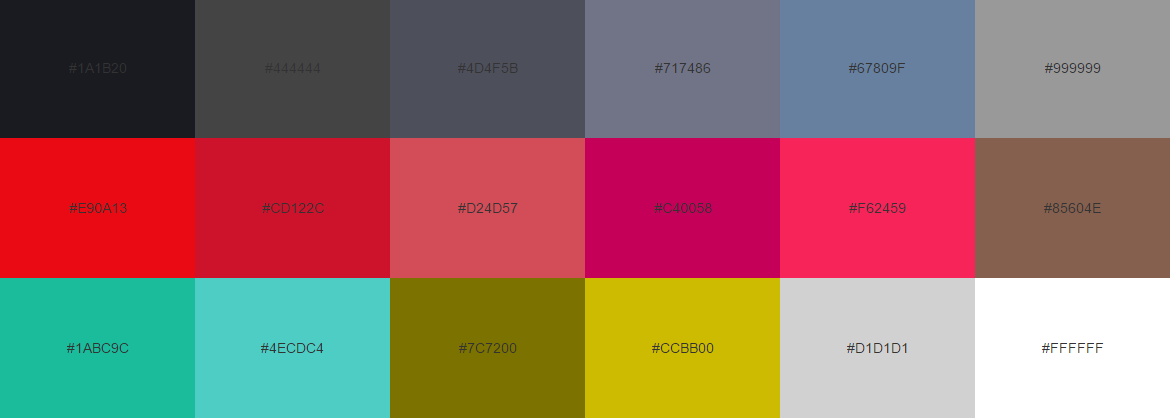 #1A1B20 #444444 #4D4F5B #717486 #67809F #999999
#E90A13 #CD122C #D24D57 #C40058 #F62459 #85604E
#1ABC9C #4ECDC4 #7C7200 #CCBB00 #D1D1D1 #FFFFFF